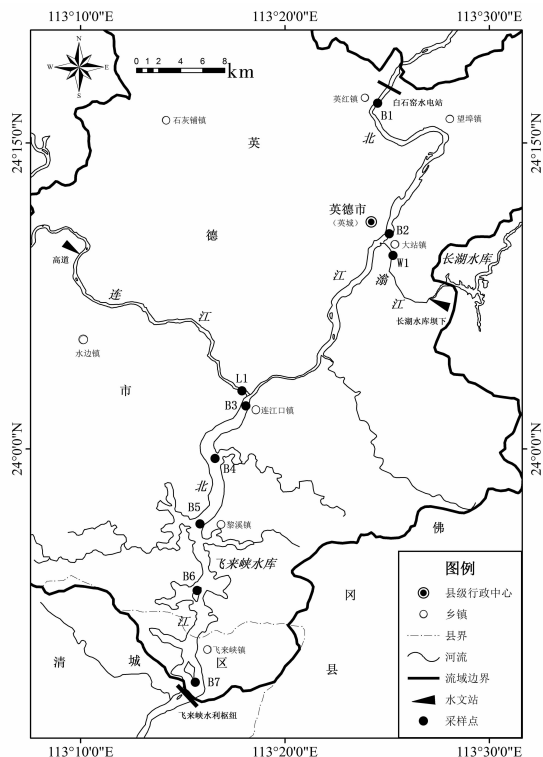 113°10'0"E 113°20'0"E 113°30'0"E
N
W E
S
0 1 2 4 6 8
km
白石窑水电站
英红镇
B1
石灰铺镇
望埠镇
北
24°15'0"N 24°15'0"N
英
英德市
(英城)
B2
德
大站镇
长湖水库
W1
高道
江
滃
连
江
长湖水库坝下
江
水边镇
L1
市
B3
连江口镇
24°0'0"N 24°0'0"N
B4
北
B5
黎溪镇
佛
飞来峡水库
图例
B6
县级行政中心
冈
乡镇
江
县界
飞来峡镇
河流
清 城 区 县
流域边界
B7
水文站
飞来峡水利枢纽
采样点
113°10'0"E 113°20'0"E 113°30'0"E